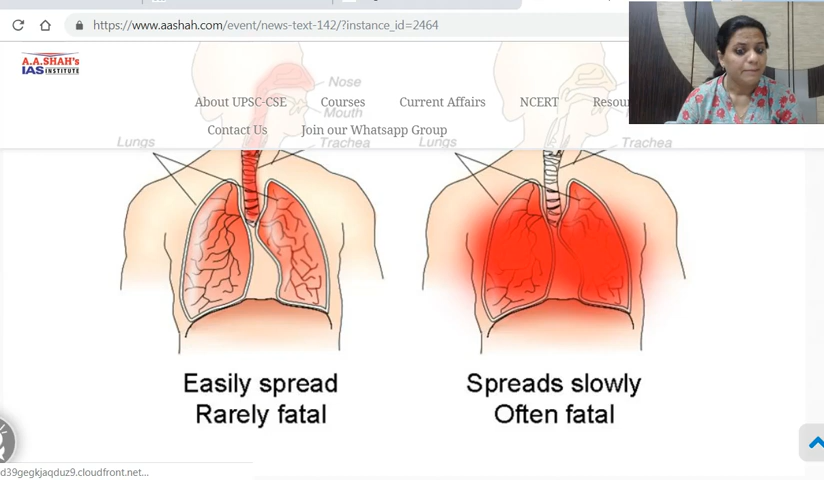 https://www.aashah.com/event/news-text-142/?instance_id=2464
A.A.SHAH's
IAS INSTITUTE
About UPSC-CSE Courses Current Affairs NCERT Resou
Contact Us Join our Whatsapp Group
Nose
Mouth
Lungs Trachea Lungs Trachea
Easily spread
Rarely fatal
Spreads slowly
Often fatal
d39gegkjaqduz9.cloudfront.net...